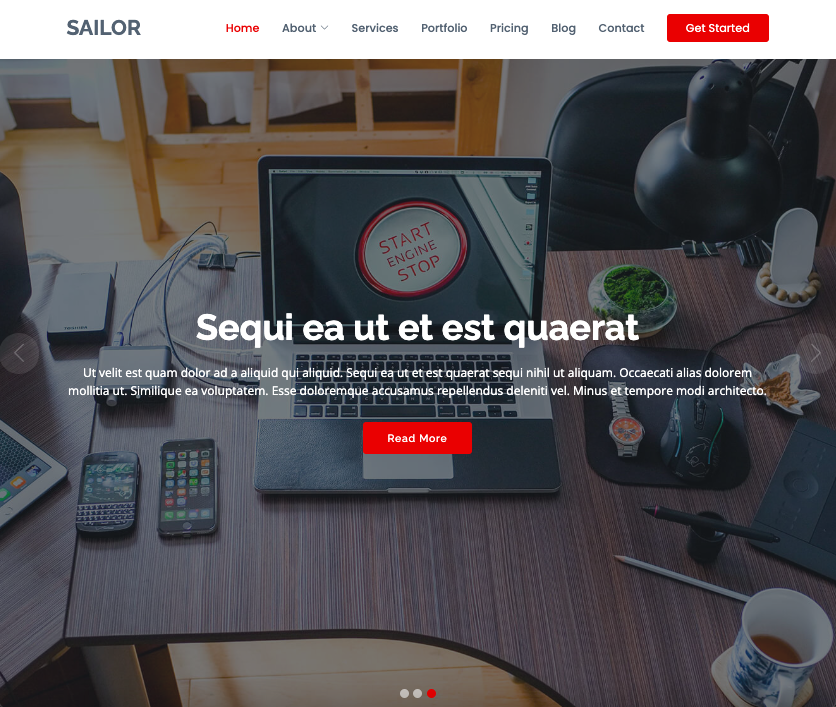 SAILOR
Home About Services Portfolio Pricing Blog Contact Get Started
START
ENGINE
STOP
Sequi ea ut et est quaerat
Ut velit est quam dolor ad a aliquid qui aliquid. Sequi ea ut et est quaerat sequi nihil ut aliquam. Occaecati alias dolorem
mollitia ut. Similique ea voluptatem. Esse doloremque accusamus repellendus deleniti vel. Minus et tempore modi architecto.
Read More